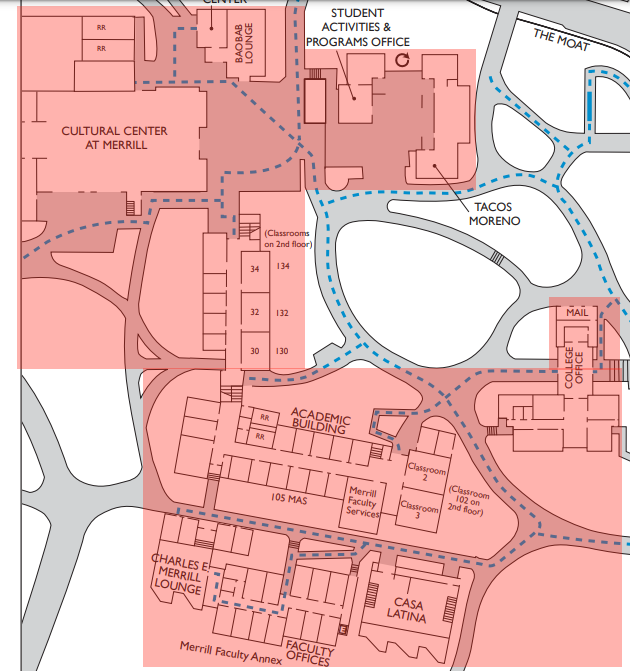 CENTER
BAOBAB
LOUNGE
RR
RR
STUDENT
ACTIVITIES &
PROGRAMS OFFICE
THE MOAT
CULTURAL CENTER
AT MERRILL
TACOS
MORENO
(Classrooms
on 2nd floor)
34
134
32
132
30
130
MAIL
COLLEGE
OFFICE
ACADEMIC
BUILDING
RR
RR
Classroom
2
(Classroom
102 on
2nd floor)
Classroom
3
105 MAS
Merrill
Faculty
Services
CHARLES E
MERRILL
LOUNGE
CASA
LATINA
E
FACULTY
OFFICES
Merrill Faculty Annex